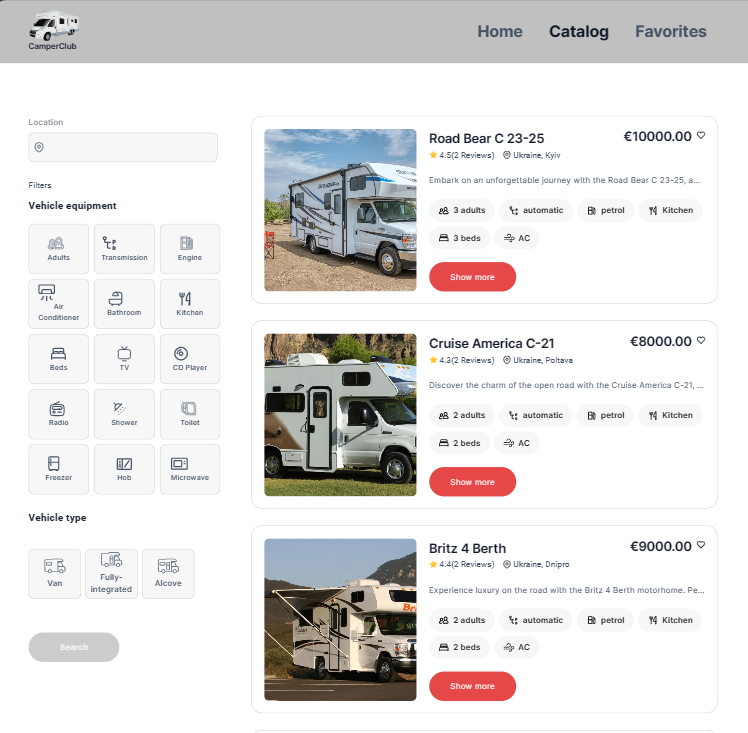 CamperClub
Home Catalog Favorites
Location
Filters
Vehicle equipment
Adults Transmission Engine
Air Conditioner Bathroom Kitchen
Beds TV CD Player
Radio Shower Toilet
Freezer Hob Microwave
Vehicle type
Van Fully-integrated Alcove
Search
Road Bear C 23-25 €10000.00
4.5(2 Reviews) Ukraine, Kyiv
Embark on an unforgettable journey with the Road Bear C 23-25, a...
3 adults automatic petrol Kitchen
3 beds AC
Show more
Cruise America C-21 €8000.00
4.3(2 Reviews) Ukraine, Poltava
Discover the charm of the open road with the Cruise America C-21, ...
2 adults automatic petrol Kitchen
2 beds AC
Show more
Britz 4 Berth €9000.00
4.4(2 Reviews) Ukraine, Dnipro
Experience luxury on the road with the Britz 4 Berth motorhome. Pe...
2 adults automatic petrol Kitchen
2 beds AC
Show more